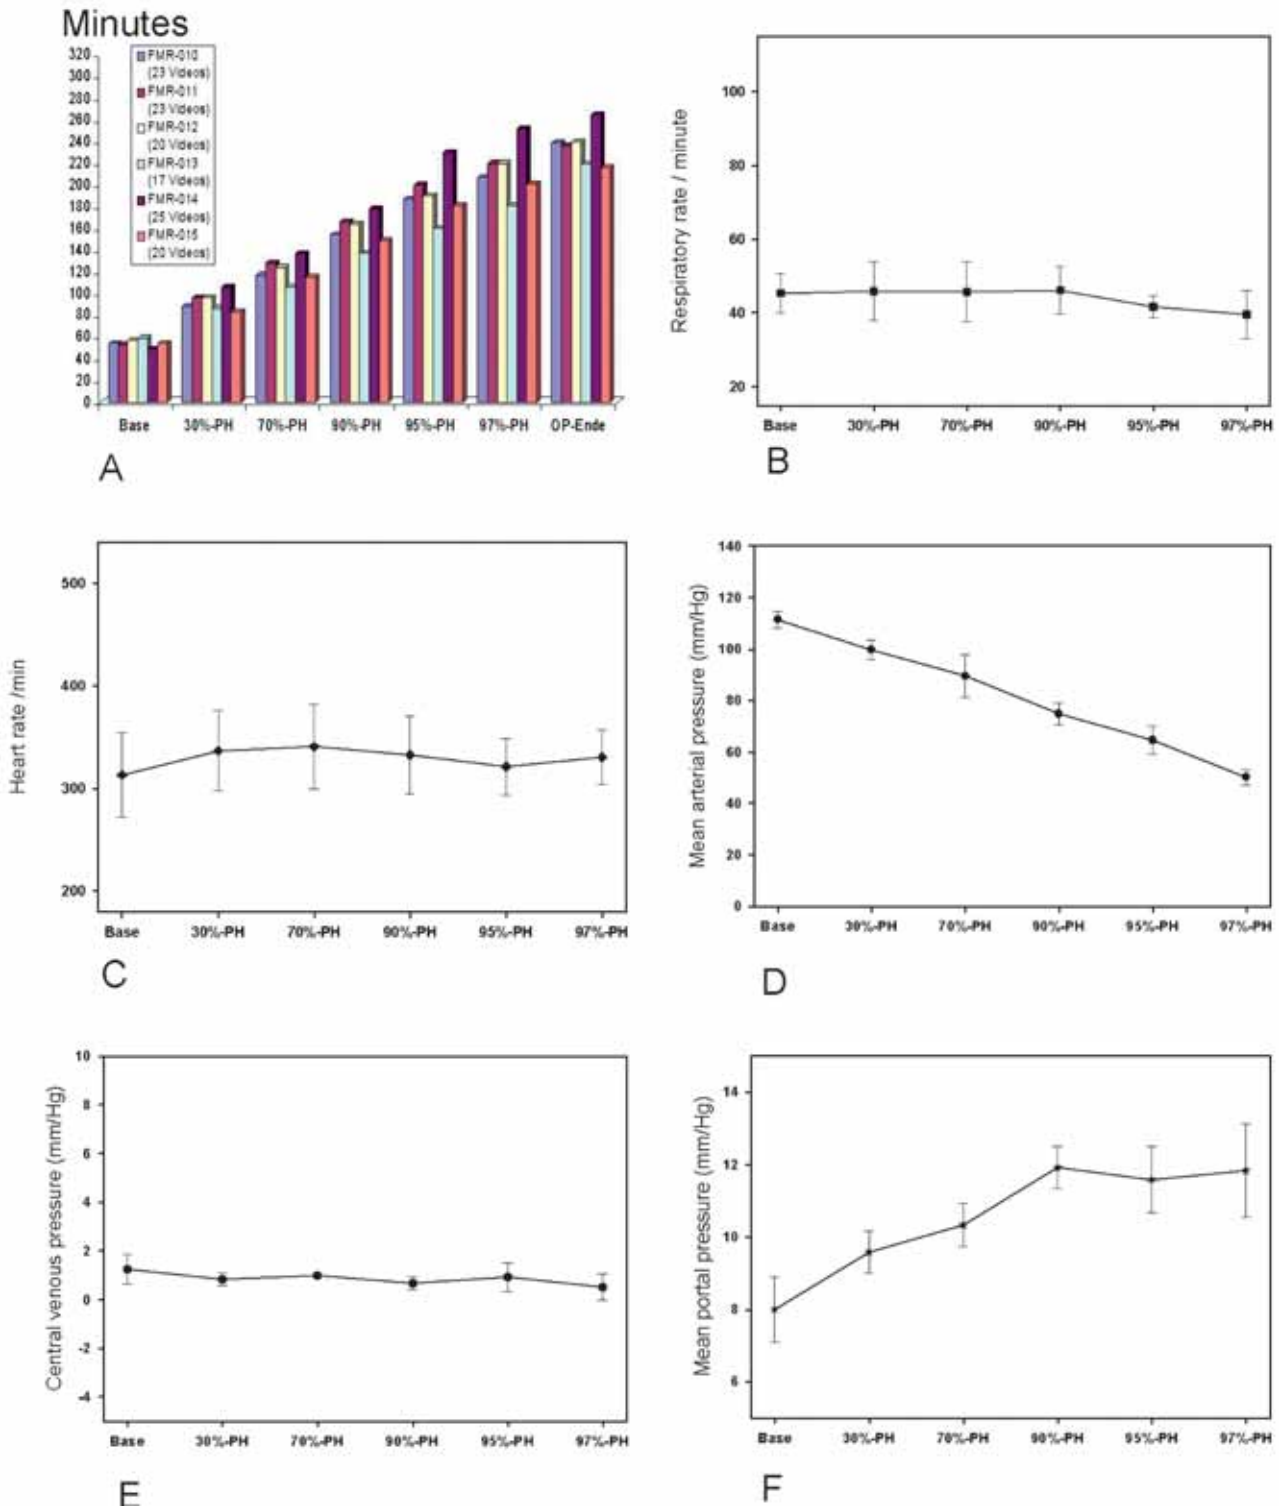 Minutes
320
300
280
260
240
220
200
180
160
140
120
100
80
60
40
20
0
FMR-010
(23 Videos)
FMR-011
(23 Videos)
FMR-012
(20 Videos)
FMR-013
(17 Videos)
FMR-014
(25 Videos)
FMR-015
(20 Videos)
Base 30%-PH 70%-PH 90%-PH 95%-PH 97%-PH OP-Ende
A
Respiratory rate / minute
100
80
60
40
20
Base 30%-PH 70%-PH 90%-PH 95%-PH 97%-PH
B
Heart rate /min
500
400
300
200
Base 30%-PH 70%-PH 90%-PH 95%-PH 97%-PH
C
Mean arterial pressure (mm/Hg)
140
120
100
80
60
40
20
0
Base 30%-PH 70%-PH 90%-PH 95%-PH 97%-PH
D
Central venous pressure (mm/Hg)
10
8
6
4
2
0
-2
-4
Base 30%-PH 70%-PH 90%-PH 95%-PH 97%-PH
E
Mean portal pressure (mm/Hg)
14
12
10
8
6
Base 30%-PH 70%-PH 90%-PH 95%-PH 97%-PH
F